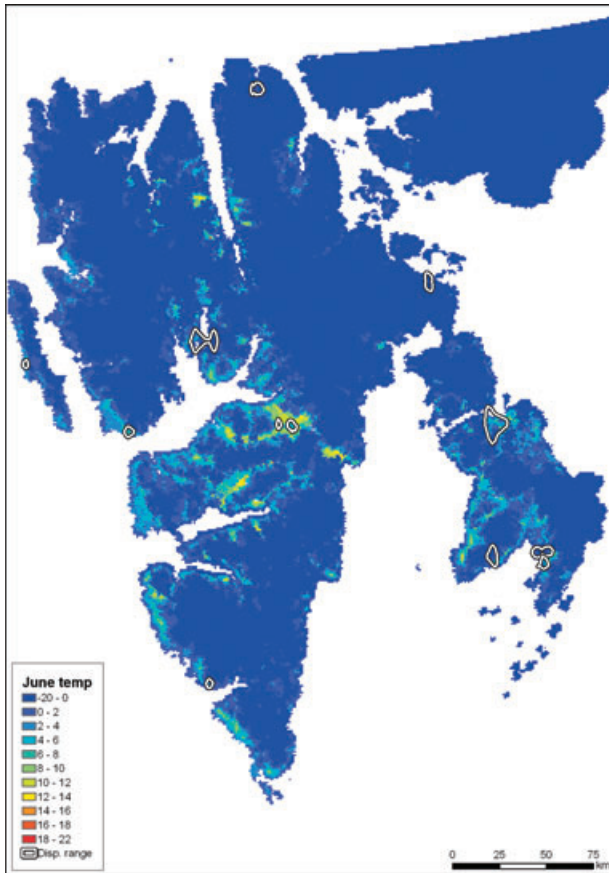 June temp
-20 - 0
0 - 2
2 - 4
4 - 6
6 - 8
8 - 10
10 - 12
12 - 14
14 - 16
16 - 18
18 - 22
Disp. range
0 25 50 75
km